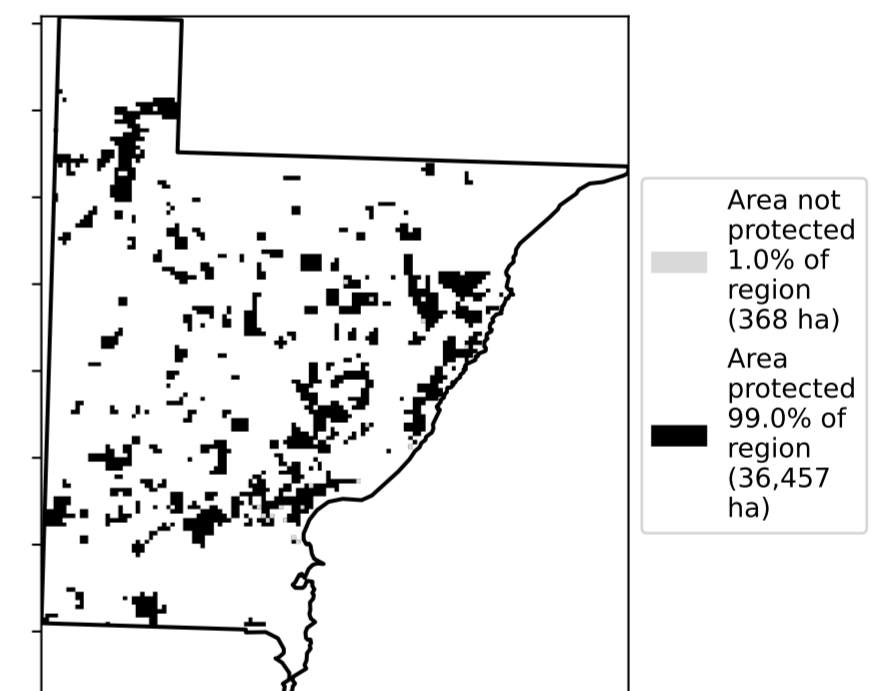 Area not
protected
1.0% of
region
(368 ha)
Area
protected
99.0% of
region
(36,457
ha)